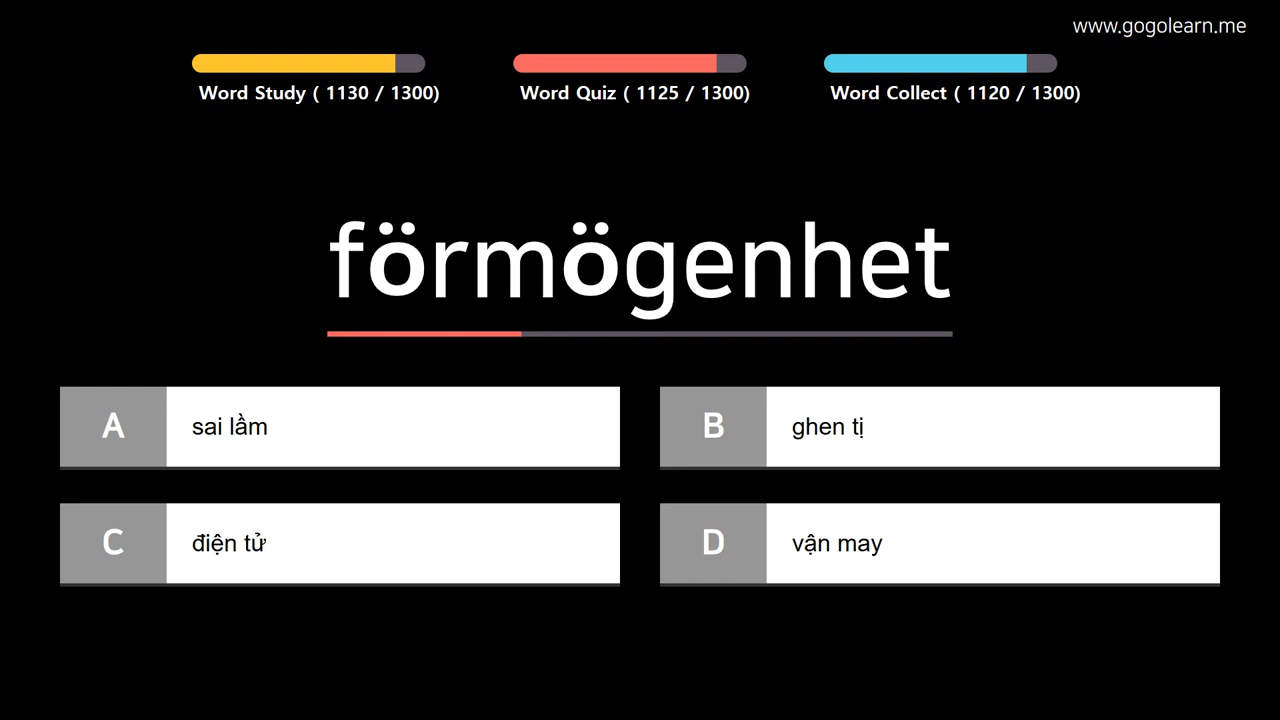 www.gogolearn.me
Word Study ( 1130 / 1300)
Word Quiz ( 1125 / 1300)
Word Collect ( 1120 / 1300)
förmögenhet
A sai lầm
B ghen tị
C điện tử
D vận may